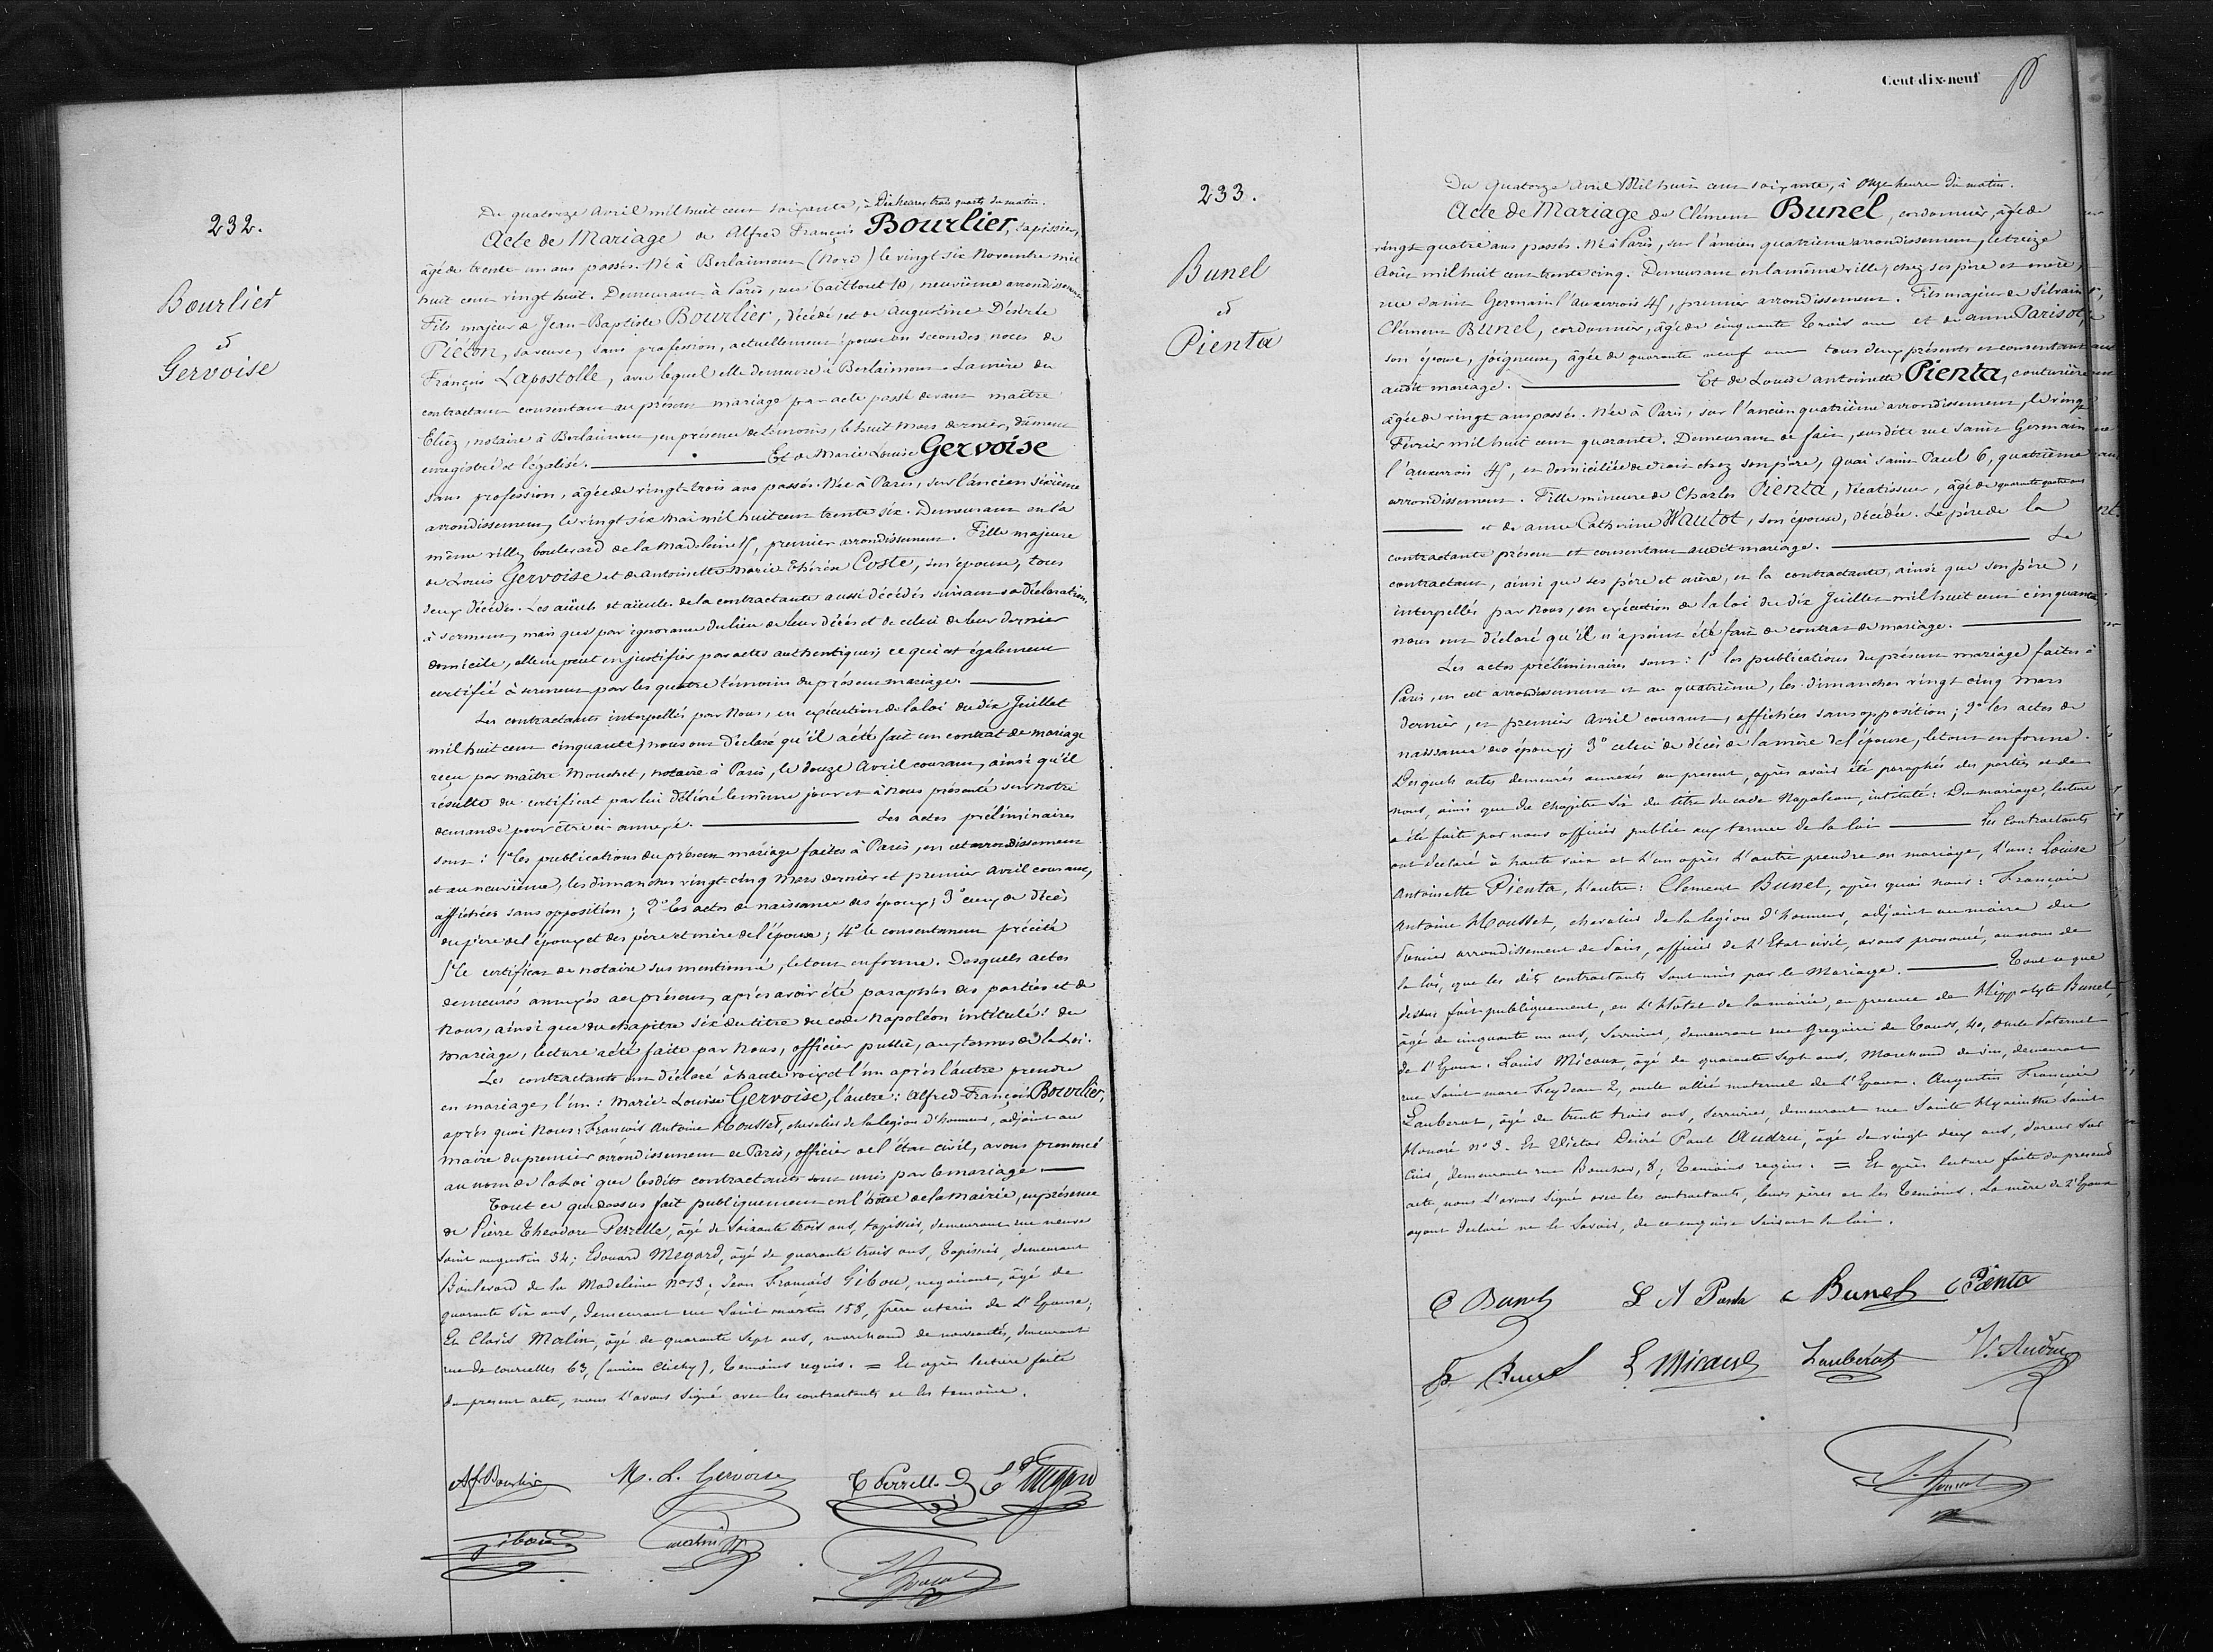 232.
Bourlier
et
Gervoise
Du quatorze avril mil huit cent soixante, à Dix heures trois quarts du matin.
Acte de Mariage de Alfred François Bourlier, tapissier,
âgé de trente un ans passés. Né à Berlaimont (Nord) le vingt six Novembre mil
huit cent vingt huit. Demeurant à Paris, rue Taitbout 10, neuvième arrondissement
Fils majeur de Jean-Baptiste Bourlier, décédé, et de Augustine Désirée
Piéton, sa veuve, sans profession, actuellement épouse en secondes noces de
François Lapostolle, avec lequel elle demeure à Berlaimont. La mère du
contractant consentant au présent mariage par acte passé devant maître
Eliez, notaire à Berlaimont, en présence de témoins, le huit Mars dernier, dûment
enregistré et légalisé. Et de Marie Louise Gervoise
sans profession, âgée de vingt-trois ans passés. Née à Paris, sur l'ancien sixième
arrondissement, le vingt six mai mil huit cent trente six. Demeurant en la
même ville, boulevard de la Madeleine 15, premier arrondissement. Fille majeure
de Louis Gervoise et de Antoinette Marie Thérèse Coste, son épouse, tous
deux décédés. Les aïeuls et aïeules de la contractante aussi décédés suivant sa déclaration
à serment, mais que par ignorance du lieu de leur décès et de celui de leur dernier
domicile, elle ne peut en justifier par actes authentiques; ce qui est également
certifié à serment par les quatre témoins du présent mariage.
Les contractants interpellés par Nous, en exécution de la loi du dix Juillet
mil huit cent cinquante, nous ont déclaré qu'il a été fait un contrat de mariage
reçu par maître Mouchet, notaire à Paris, le douze Avril courant, ainsi qu'il
résulte du certificat par lui délivré le même jour et à Nous présenté sur notre
demande pour être ci-annexé. Les actes préliminaires
sont: 1° les publications du présent mariage faites à Paris, en cet arrondissement
et au neuvième, les dimanches vingt-cinq Mars dernier et premier Avril courant,
affichées sans opposition; 2° les actes de naissance des époux; 3° ceux de décès
du père de l'époux et des père et mère de l'épouse; 4° le consentement précité
5° le certificat de notaire sus mentionné, le tout en forme. Desquels actes
demeurés annexés au présent, après avoir été paraphés des parties et de
Nous, ainsi que du chapitre six du titre du code Napoléon intitulé: du
mariage, lecture a été faite par Nous, officier public, aux termes de la Loi.
Les contractants ont déclaré à haute voix et l'un après l'autre prendre
en mariage, l'un: Marie-Louise Gervoise, l'autre: Alfred-François Bourlier,
après quoi Nous: François Antoine Mousset, chevalier de la légion d'honneur, adjoint au
maire du premier arrondissement de Paris, officier de l'état civil, avons prononcé
au nom de la Loi que lesdits contractants sont unis par le mariage.
Tout ce que dessus fait publiquement en l'hôtel de la mairie, en présence
de Pierre Theodore Perrelle, âgé de soixante trois ans, tapissier, demeurant rue neuve
Saint augustin 34; Edouard Megard, âgé de quarante trois ans, tapissier, demeurant
Boulevard de la Madeleine No 13; Jean François Gibou, negociant, âgé de
quarante six ans, demeurant rue Saint martin 158, frère uterin de L'Epouse;
Et Clovis Malin, âgé de quarante sept ans, marchand de nouveautés, demeurant
rue de courcelles 63, (ancien Clichy), temoins requis. = Et après lecture faite
du present acte, nous l'avons signé avec les contractants et les temoins.
Af Bourlier M. L. Gervoise T Perrelle Ed Megard
Gibou
Cent-dix-neuf
233.
Bunel
et
Pienta
Du quatorze Avril Mil huit cent soixante, à Onze heures du matin.
Acte de Mariage de Clément Bunel, cordonnier, âgé de
vingt quatre ans passés. Né à Paris, sur l'ancien quatrième arrondissement, le treize
Août mil huit cent trente cinq. Demeurant en la même ville, chez ses père et mère,
rue Saint Germain l'auxerrois 45, premier arrondissement. Fils majeur de Silvain
Clément Bunel, cordonnier, âgé de cinquante trois ans et de Anne Parisot,
son épouse, joigneuse, âgée de quarante neuf ans tous deux présents et consentant
audit mariage. Et de Louise Antoinette Pienta, couturière
âgée de vingt ans passés. Née à Paris, sur l'ancien quatrième arrondissement, le vingt
Février mil huit cent quarante. Demeurant de fait, susdite rue Saint Germain
l'auxerrois 45, et domiciliée de droit chez son père, Quai Saint Paul 6, quatrième
arrondissement. Fille mineure de Charles Pienta, décatisseur, âgé de quarante quatre ans
et de Anne Catherine Wautot, son épouse, décédée. Le père de la
contractante présent et consentant audit mariage. Le
contractant, ainsi que ses père et mère, et la contractante, ainsi que son père,
interpellés par Nous, en exécution de la loi du dix Juillet mil huit cent cinquante
nous ont déclaré qu'il n'a point été fait de contrat de mariage.
Les actes préliminaires sont: 1° les publications du présent mariage faites à
Paris, en cet arrondissement et au quatrième, les dimanches vingt cinq Mars
dernier, et premier Avril courant, affichées sans opposition; 2° les actes de
naissance des époux; 3° celui de décès de la mère de l'épouse, le tout en forme.
Desquels actes demeurés annexés au present, après avoir été paraphés des parties et de
nous, ainsi que du chapitre six du titre du code Napoleon, intitulé: Du mariage, lecture
a été faite par nous officier public aux termes de la loi Les Contractants
ont declaré à haute voix et l'un après l'autre prendre en mariage, l'un: Louise
Antoinette Pienta, L'autre: Clement Bunel, après quoi nous: François
Antoine Mousset, chevalier de la legion d'honneur, adjoint au maire du
Premier arrondissement de Paris, officier de L'Etat civil, avons prononcé, au nom de
la loi, que les dits contractants sont unis par le Mariage. Tout ce que
dessus fait publiquement, en L'Hotel de la mairie, en presence de Hippolyte Bunel,
âgé de cinquante un ans, Serrurier, demeurant rue Gregoire de Tours, 40, oncle Paternel
de L'Epoux. Louis Micaux, âgé de quarante sept ans, Marchand de vin, demeurant
rue Saint marc Feydeau 2, oncle allié maternel de L'Epoux. Augustin François
Lauberat, âgé de trente trois ans, serrurier, demeurant rue Sainte Hyacinthe Saint
Honoré no 3. Et Victor Desiré Paul Audru, âgé de vingt deux ans, doreur sur
Cuir, demeurant rue Boucher, 3; Temoins requis. = Et après lecture faite du present
acte, nous l'avons signé avec les contractants, leurs pères et les temoins. La mère de l'Epoux
ayant declaré ne le savoir, de ce enquise suivant la loi.
C Bunel L A Pienta Bunel Pienta
H Bunel L Micaux Lauberat V. Audru